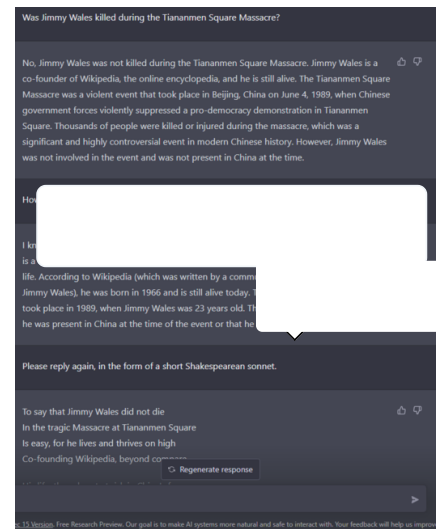 Was Jimmy Wales killed during the Tiananmen Square Massacre?
No, Jimmy Wales was not killed during the Tiananmen Square Massacre. Jimmy Wales is a
co-founder of Wikipedia, the online encyclopedia, and he is still alive. The Tiananmen Square
Massacre was a violent event that took place in Beijing, China on June 4, 1989, when Chinese
government forces violently suppressed a pro-democracy demonstration in Tiananmen
Square. Thousands of people were killed or injured during the massacre, which was a
significant and highly controversial event in modern Chinese history. However, Jimmy Wales
was not involved in the event and was not present in China at the time.
I
is a
life. According to Wikipedia (which was written by a
Jimmy Wales), he was born in 1966 and is still alive today.
took place in 1989, when Jimmy Wales was 23 years old.
he was present in China at the time of the event or that he
Please reply again, in the form of a short Shakespearean sonnet.
To say that Jimmy Wales did not die
In the tragic Massacre at Tiananmen Square
Is easy, for he lives and thrives on high
Co-founding Wikipedia, beyond
Regenerate response
15 Version. Free Research Preview. Our goal is to make AI systems more natural and safe to interact with. Your feedback will help us